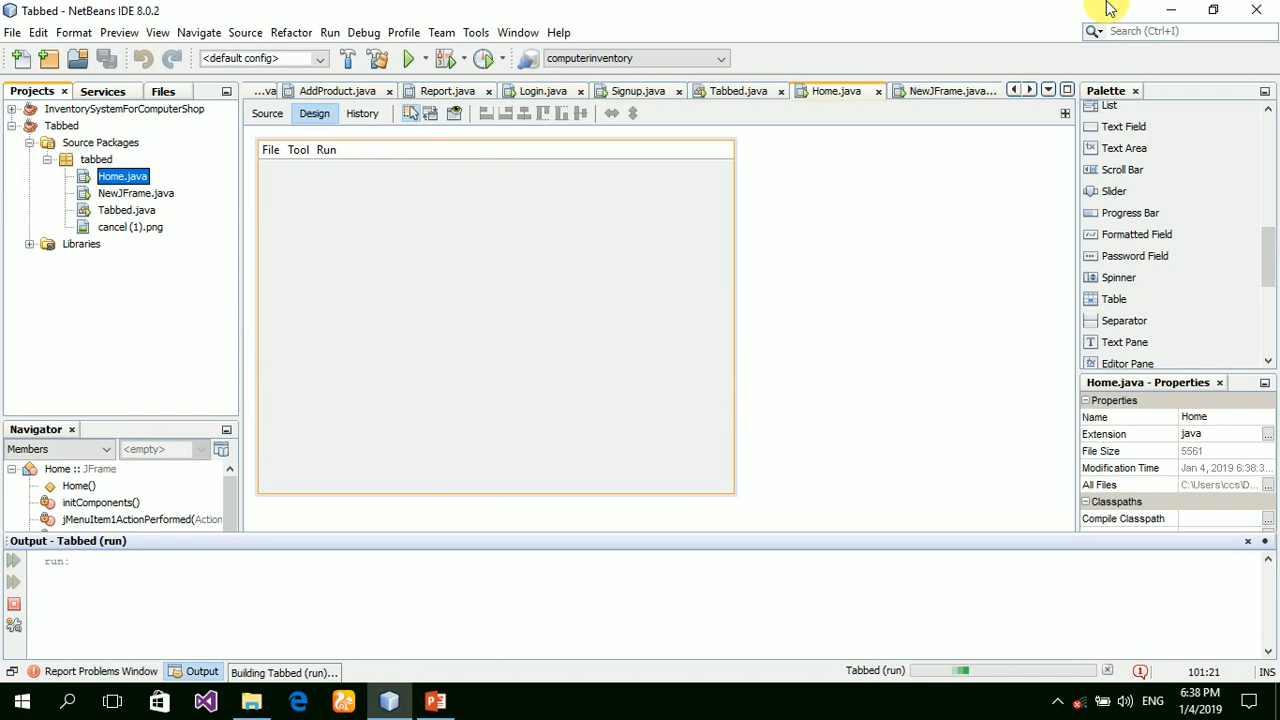 Tabbed - NetBeans IDE 8.0.2
File Edit Format Preview View Navigate Source Refactor Run Debug Profile Team Tools Window Help
Search (Ctrl+I)
<default config>
computerinventory
Projects Services Files
...va AddProduct.java Report.java Login.java Signup.java Tabbed.java Home.java NewJFrame.java...
Palette
InventorySystemForComputerShop
Tabbed
Source Packages
tabbed
Home.java
NewJFrame.java
Tabbed.java
cancel (1).png
Libraries
Source Design History
File Tool Run
List
Text Field
Text Area
Scroll Bar
Slider
Progress Bar
Formatted Field
Password Field
Spinner
Table
Separator
Text Pane
Editor Pane
Home.java - Properties
Properties
Name Home
Extension java
File Size 5561
Modification Time Jan 4, 2019 6:38:3...
All Files C:\Users\ccs\D...
Classpaths
Compile Classpath
Navigator
Members <empty>
Home :: JFrame
Home()
initComponents()
jMenuItem1ActionPerformed(Action
Output - Tabbed (run)
run:
Report Problems Window Output Building Tabbed (run)...
Tabbed (run)
101:21 INS
ENG
6:38 PM
1/4/2019